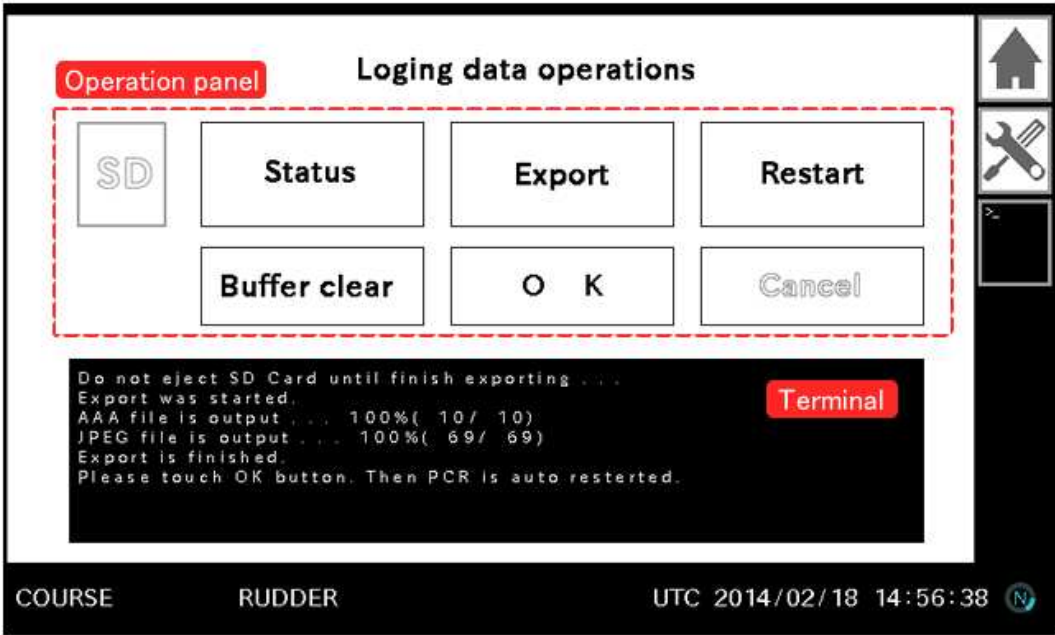 Loging data operations
Operation panel
SD
Status
Export
Restart
Buffer clear
O K
Cancel
Do not eject SD Card until finish exporting . . .
Export was started.
AAA file is output . . . 100%( 10/ 10)
JPEG file is output . . . 100%( 69/ 69)
Export is finished.
Please touch OK button. Then PCR is auto resterted.
Terminal
>_
COURSE RUDDER UTC 2014/02/18 14:56:38 N